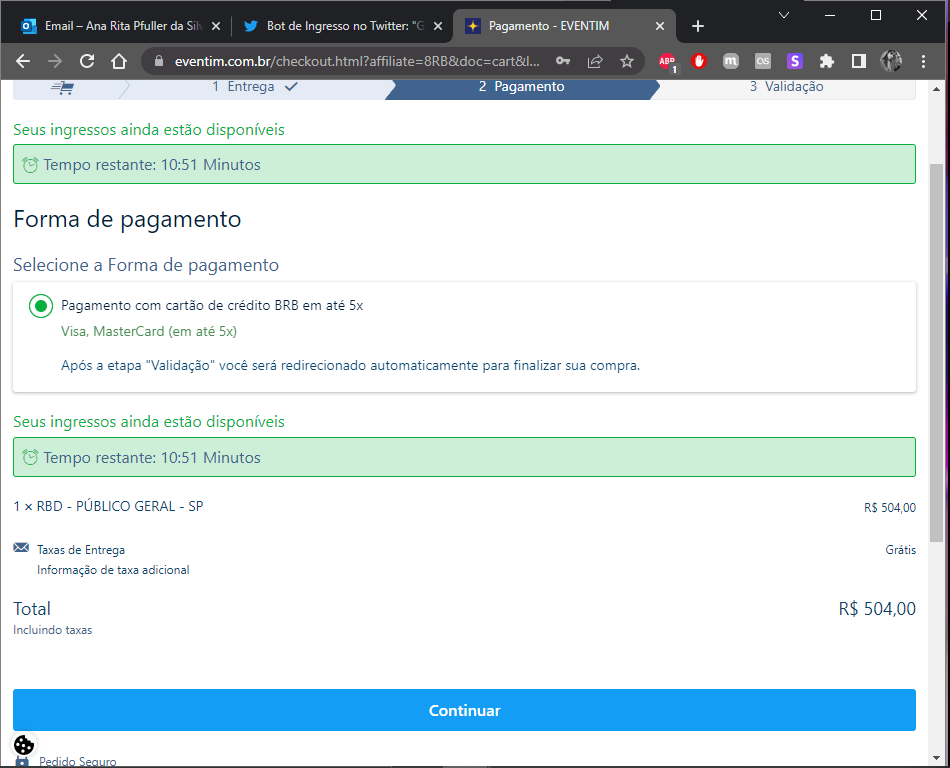 Email – Ana Rita Pfuller da Silv
Bot de Ingresso no Twitter: "G
Pagamento - EVENTIM
eventim.com.br/checkout.html?affiliate=8RB&doc=cart&l...
ABP
1
m
OS
S
1 Entrega
2 Pagamento
3 Validação
Seus ingressos ainda estão disponíveis
Tempo restante: 10:51 Minutos
Forma de pagamento
Selecione a Forma de pagamento
Pagamento com cartão de crédito BRB em até 5x
Visa, MasterCard (em até 5x)
Após a etapa "Validação" você será redirecionado automaticamente para finalizar sua compra.
Seus ingressos ainda estão disponíveis
Tempo restante: 10:51 Minutos
1 × RBD - PÚBLICO GERAL - SP R$ 504,00
Taxas de Entrega Grátis
Informação de taxa adicional
Total R$ 504,00
Incluindo taxas
Continuar
Pedido Seguro